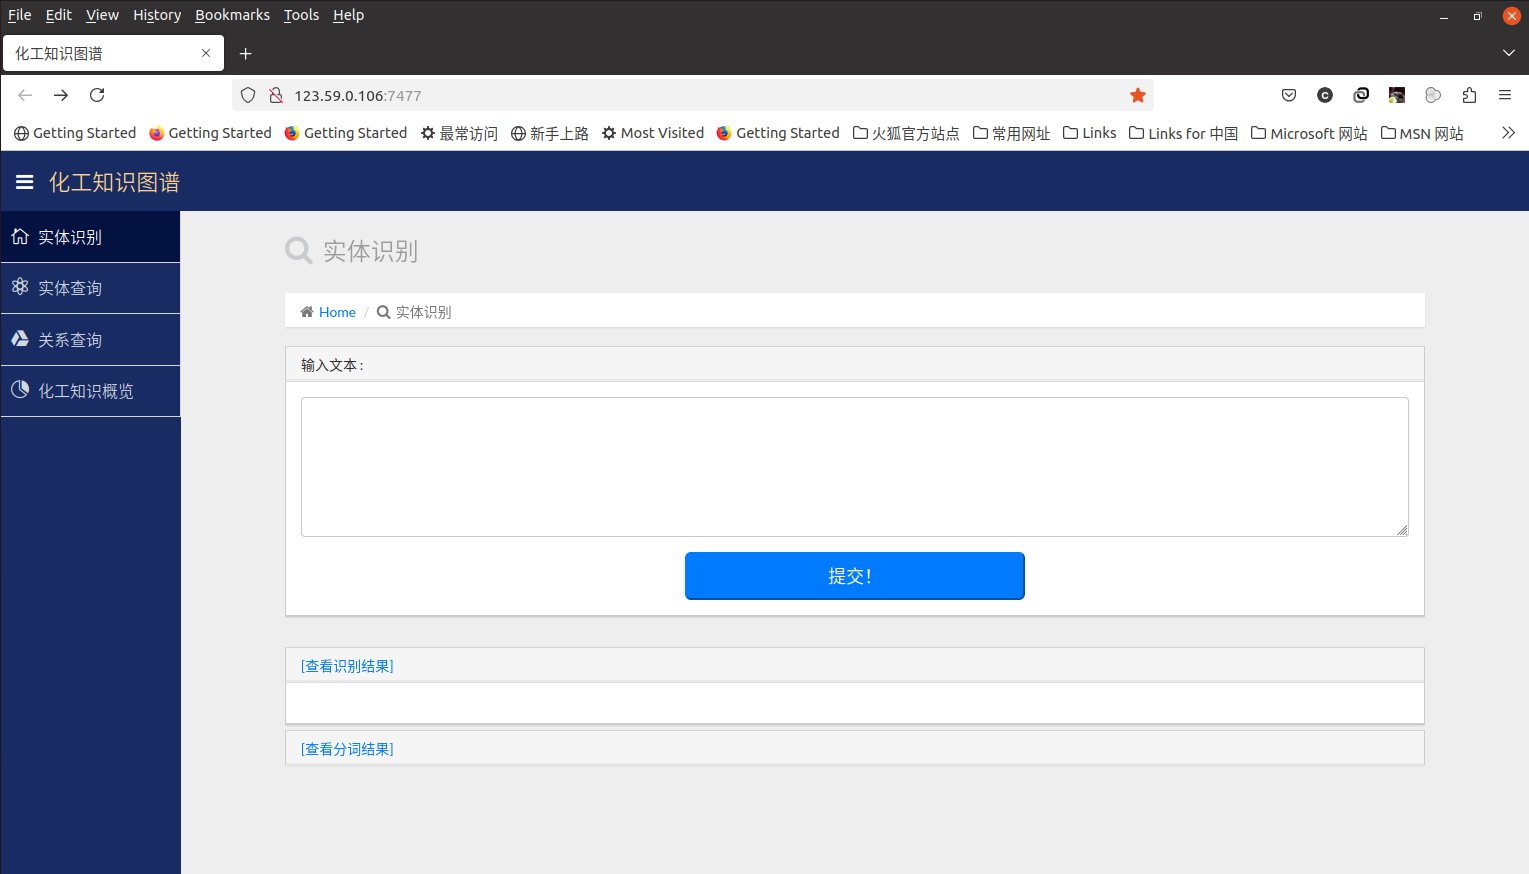 File Edit View History Bookmarks Tools Help
化工知识图谱
123.59.0.106:7477
Getting Started Getting Started Getting Started 最常访问 新手上路 Most Visited Getting Started 火狐官方站点 常用网址 Links Links for 中国 Microsoft 网站 MSN 网站
化工知识图谱
实体识别
实体查询
关系查询
化工知识概览
实体识别
Home / 实体识别
输入文本 :
提交!
[查看识别结果]
[查看分词结果]